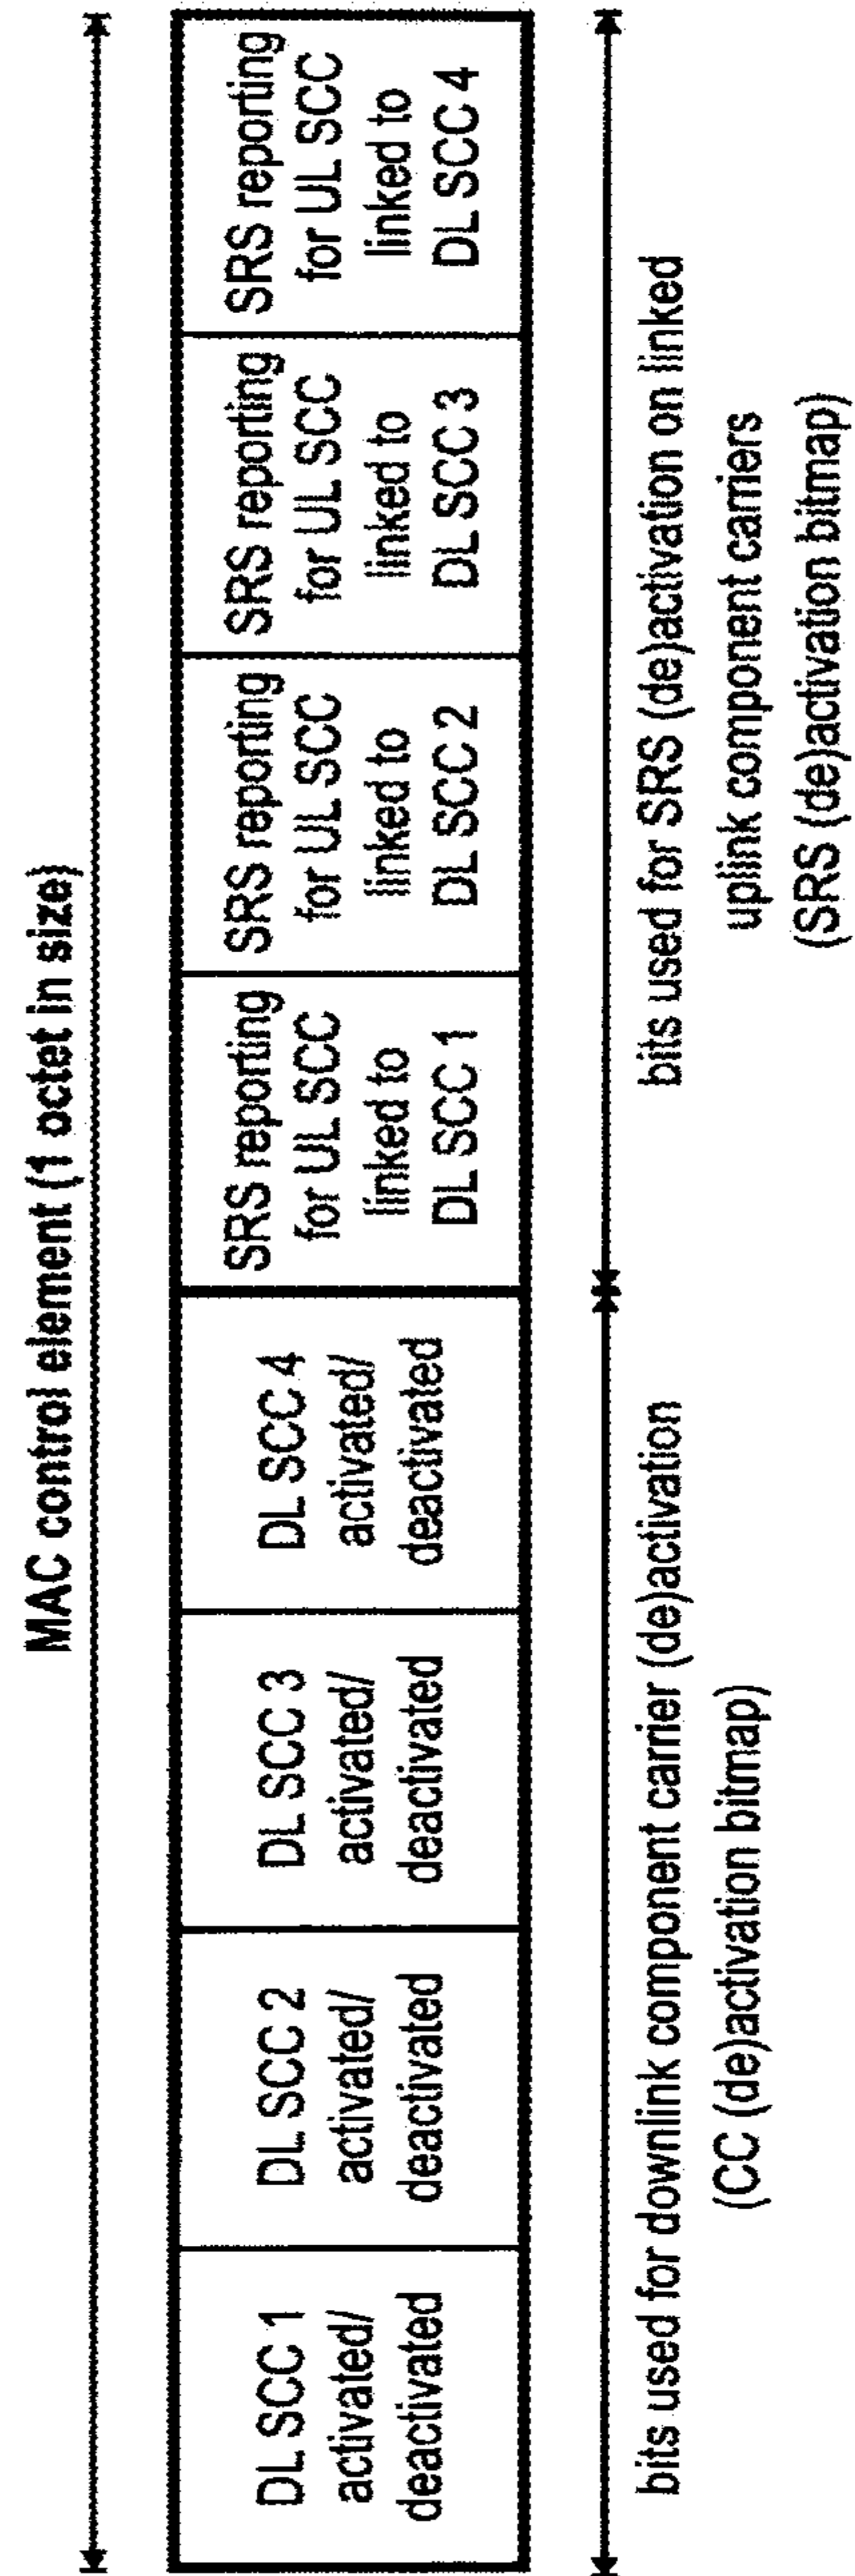 MAC control element (1 octet in size)
DL SCC 1
activated/
deactivated
DL SCC 2
activated/
deactivated
DL SCC 3
activated/
deactivated
DL SCC 4
activated/
deactivated
SRS reporting
for UL SCC
linked to
DL SCC 1
SRS reporting
for UL SCC
linked to
DL SCC 2
SRS reporting
for UL SCC
linked to
DL SCC 3
SRS reporting
for UL SCC
linked to
DL SCC 4
bits used for downlink component carrier (de)activation
(CC (de)activation bitmap)
bits used for SRS (de)activation on linked
uplink component carriers
(SRS (de)activation bitmap)